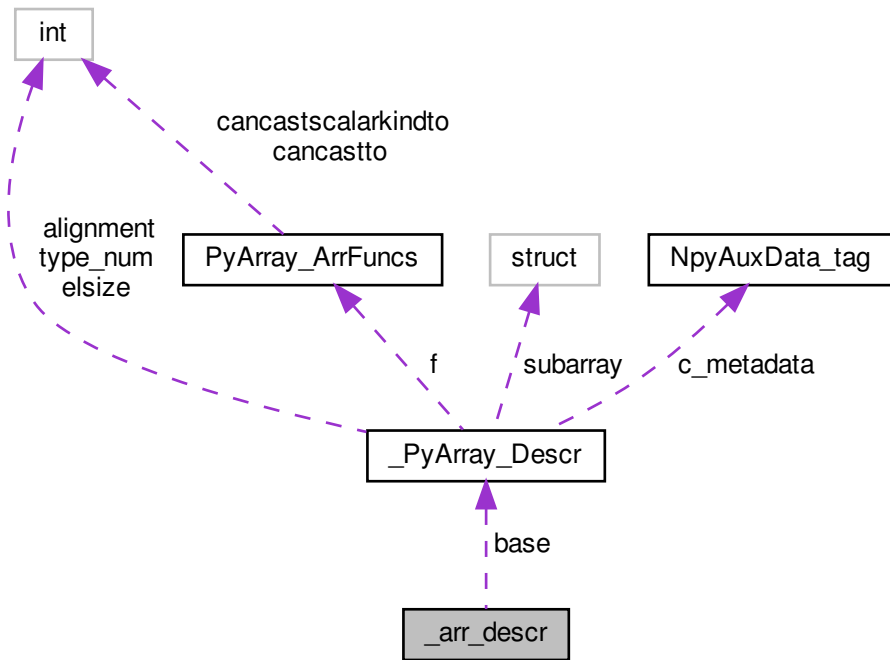 int
cancastscalarkindto
cancastto
alignment
type_num
elsize
PyArray_ArrFuncs
struct
NpyAuxData_tag
f
subarray
c_metadata
_PyArray_Descr
base
_arr_descr